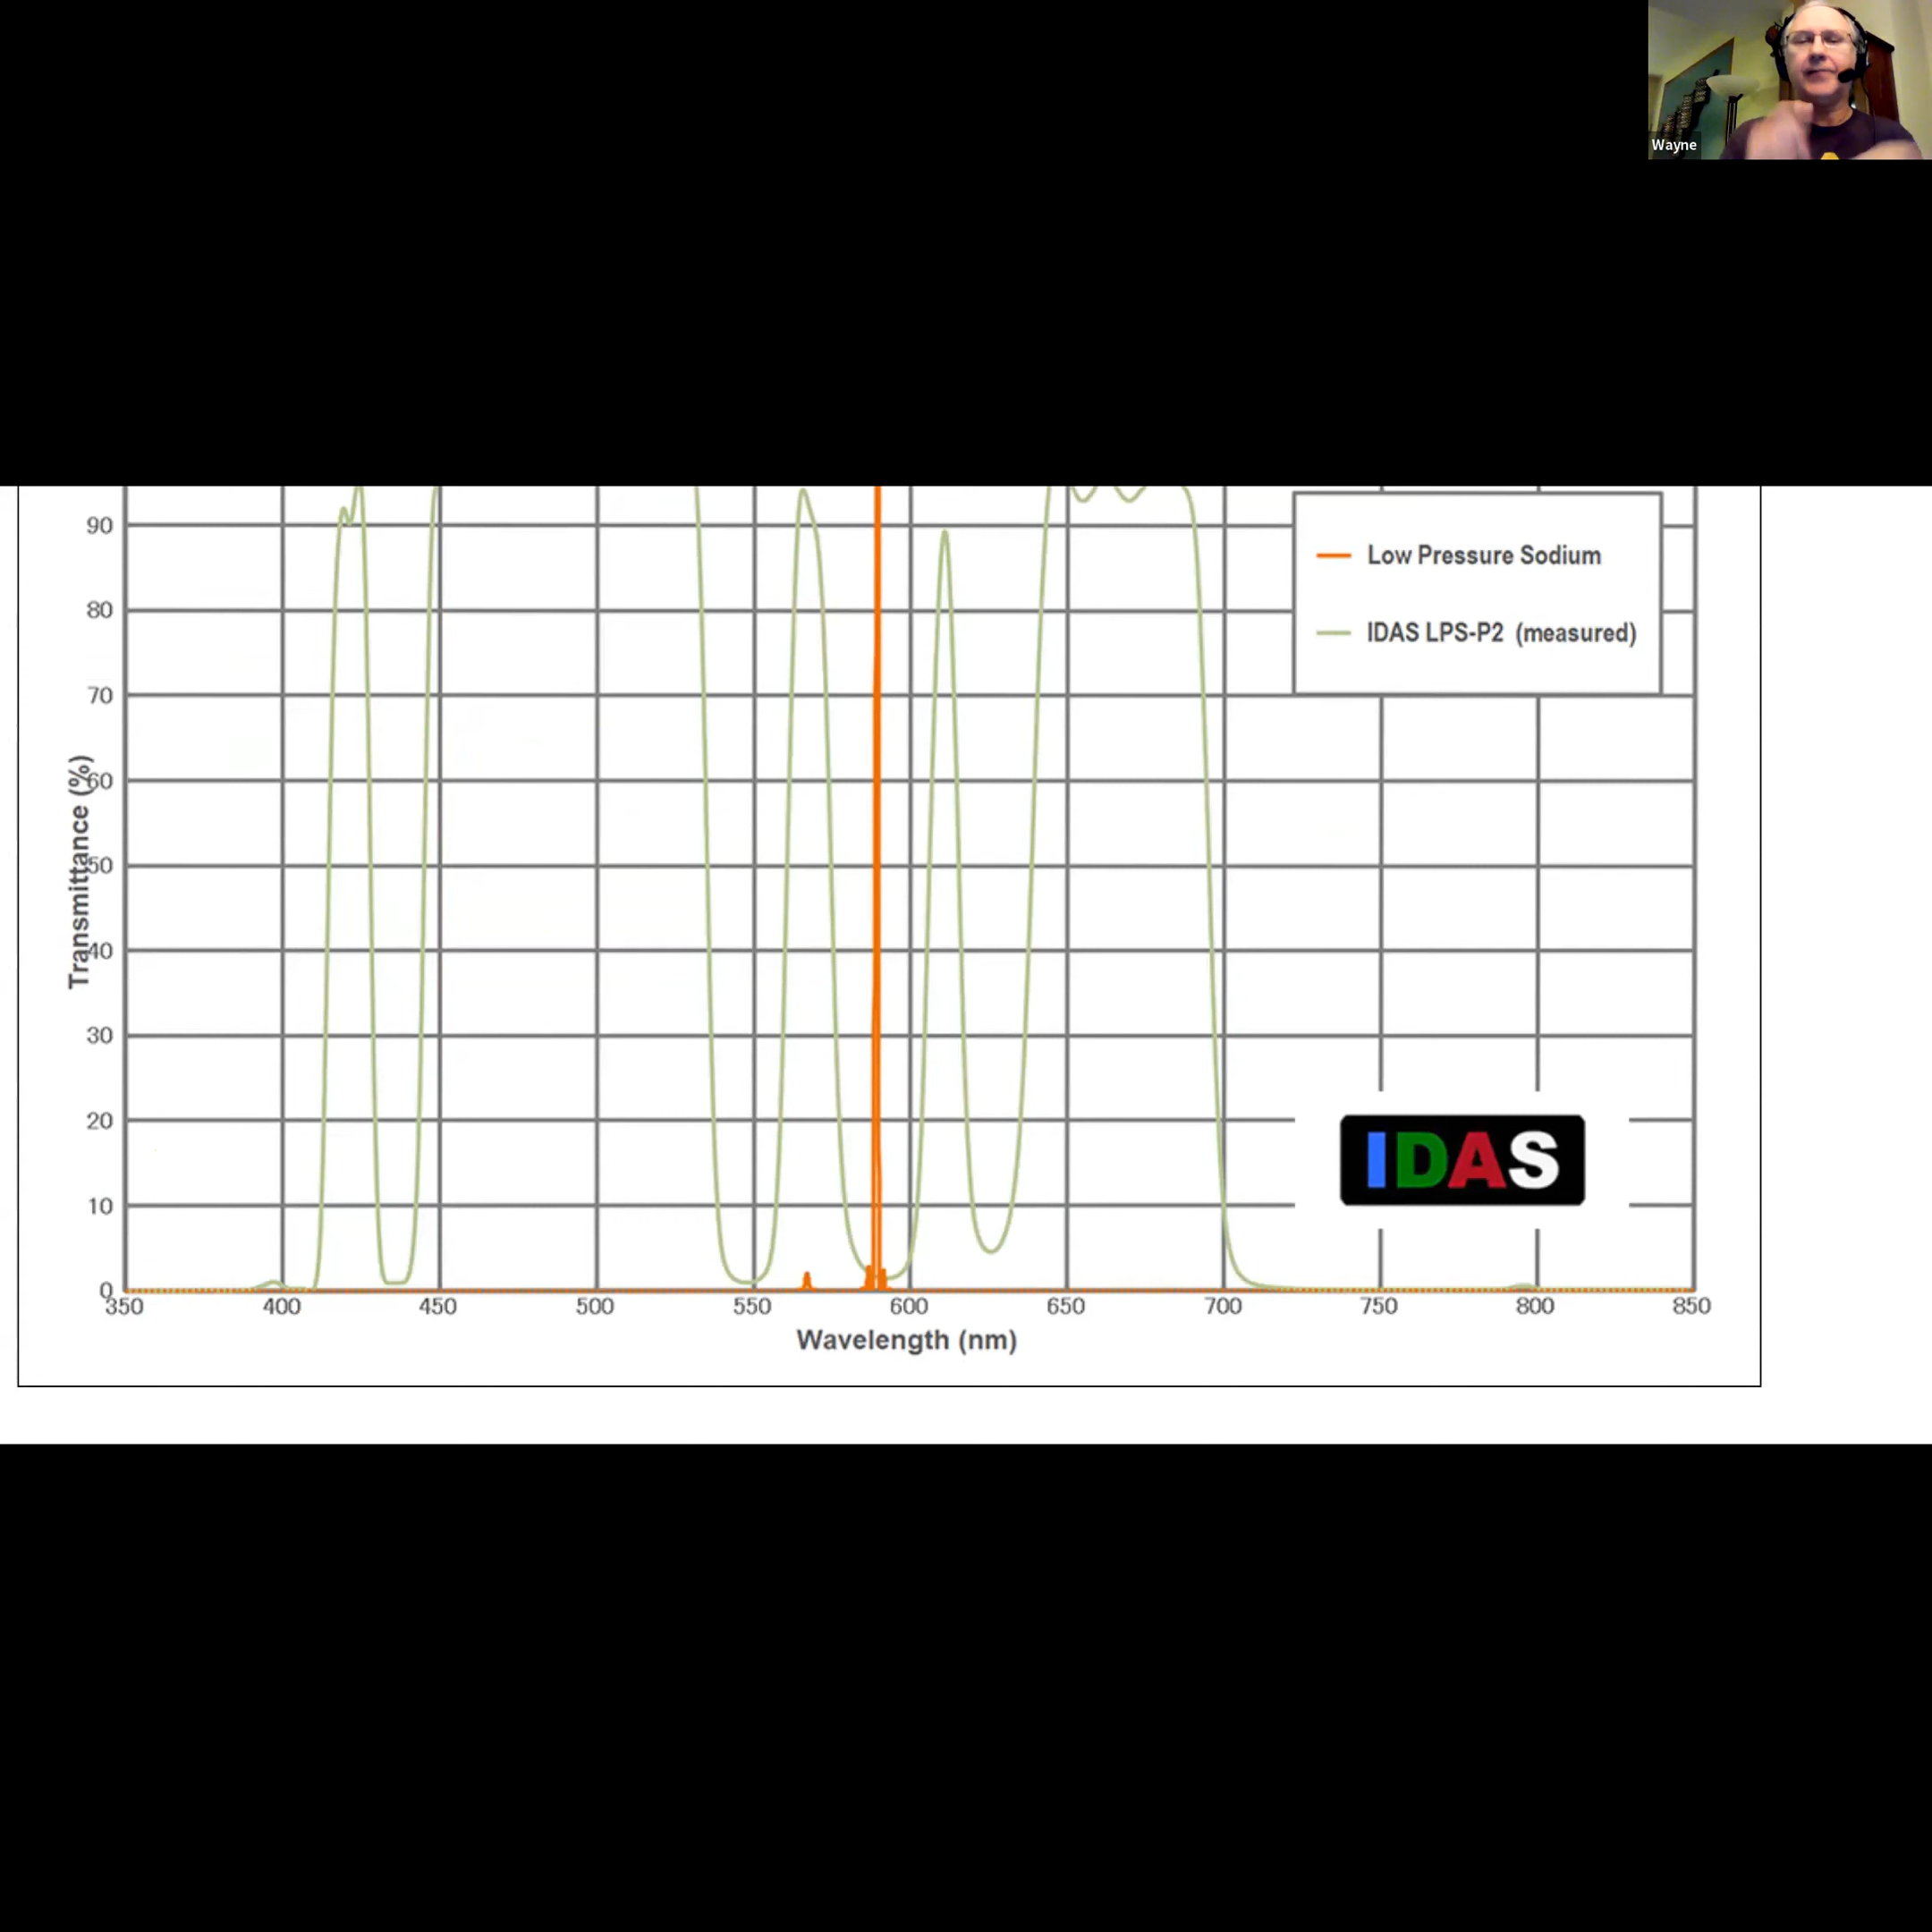 Wayne
90
Low Pressure Sodium
IDAS LPS-P2 (measured)
80
70
60
50
40
30
20
10
0
Transmittance (%)
IDAS
350 400 450 500 550 600 650 700 750 800 850
Wavelength (nm)